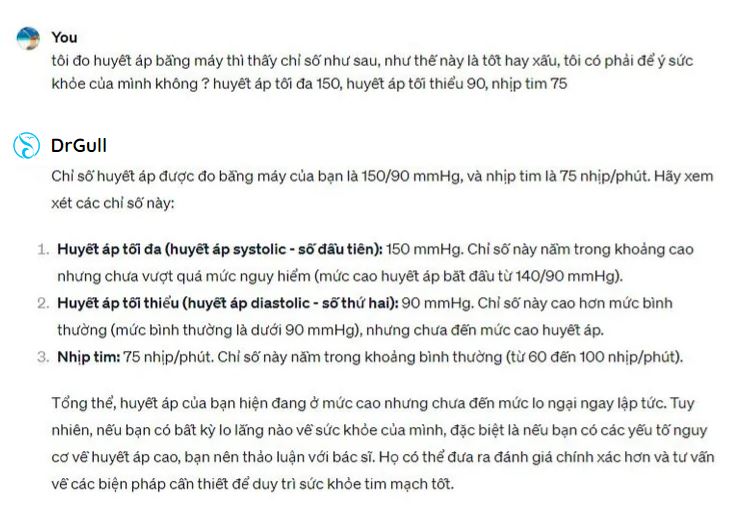 You
tôi đo huyết áp bằng máy thì thấy chỉ số như sau, như thế này là tốt hay xấu, tôi có phải để ý sức
khỏe của mình không ? huyết áp tối đa 150, huyết áp tối thiểu 90, nhịp tim 75
DrGull
Chỉ số huyết áp được đo bằng máy của bạn là 150/90 mmHg, và nhịp tim là 75 nhịp/phút. Hãy xem
xét các chỉ số này:
1. Huyết áp tối đa (huyết áp systolic - số đầu tiên): 150 mmHg. Chỉ số này nằm trong khoảng cao
nhưng chưa vượt quá mức nguy hiểm (mức cao huyết áp bắt đầu từ 140/90 mmHg).
2. Huyết áp tối thiểu (huyết áp diastolic - số thứ hai): 90 mmHg. Chỉ số này cao hơn mức bình
thường (mức bình thường là dưới 90 mmHg), nhưng chưa đến mức cao huyết áp.
3. Nhịp tim: 75 nhịp/phút. Chỉ số này nằm trong khoảng bình thường (từ 60 đến 100 nhịp/phút).
Tổng thể, huyết áp của bạn hiện đang ở mức cao nhưng chưa đến mức lo ngại ngay lập tức. Tuy
nhiên, nếu bạn có bất kỳ lo lắng nào về sức khỏe của mình, đặc biệt là nếu bạn có các yếu tố nguy
cơ về huyết áp cao, bạn nên thảo luận với bác sĩ. Họ có thể đưa ra đánh giá chính xác hơn và tư vấn
về các biện pháp cần thiết để duy trì sức khỏe tim mạch tốt.